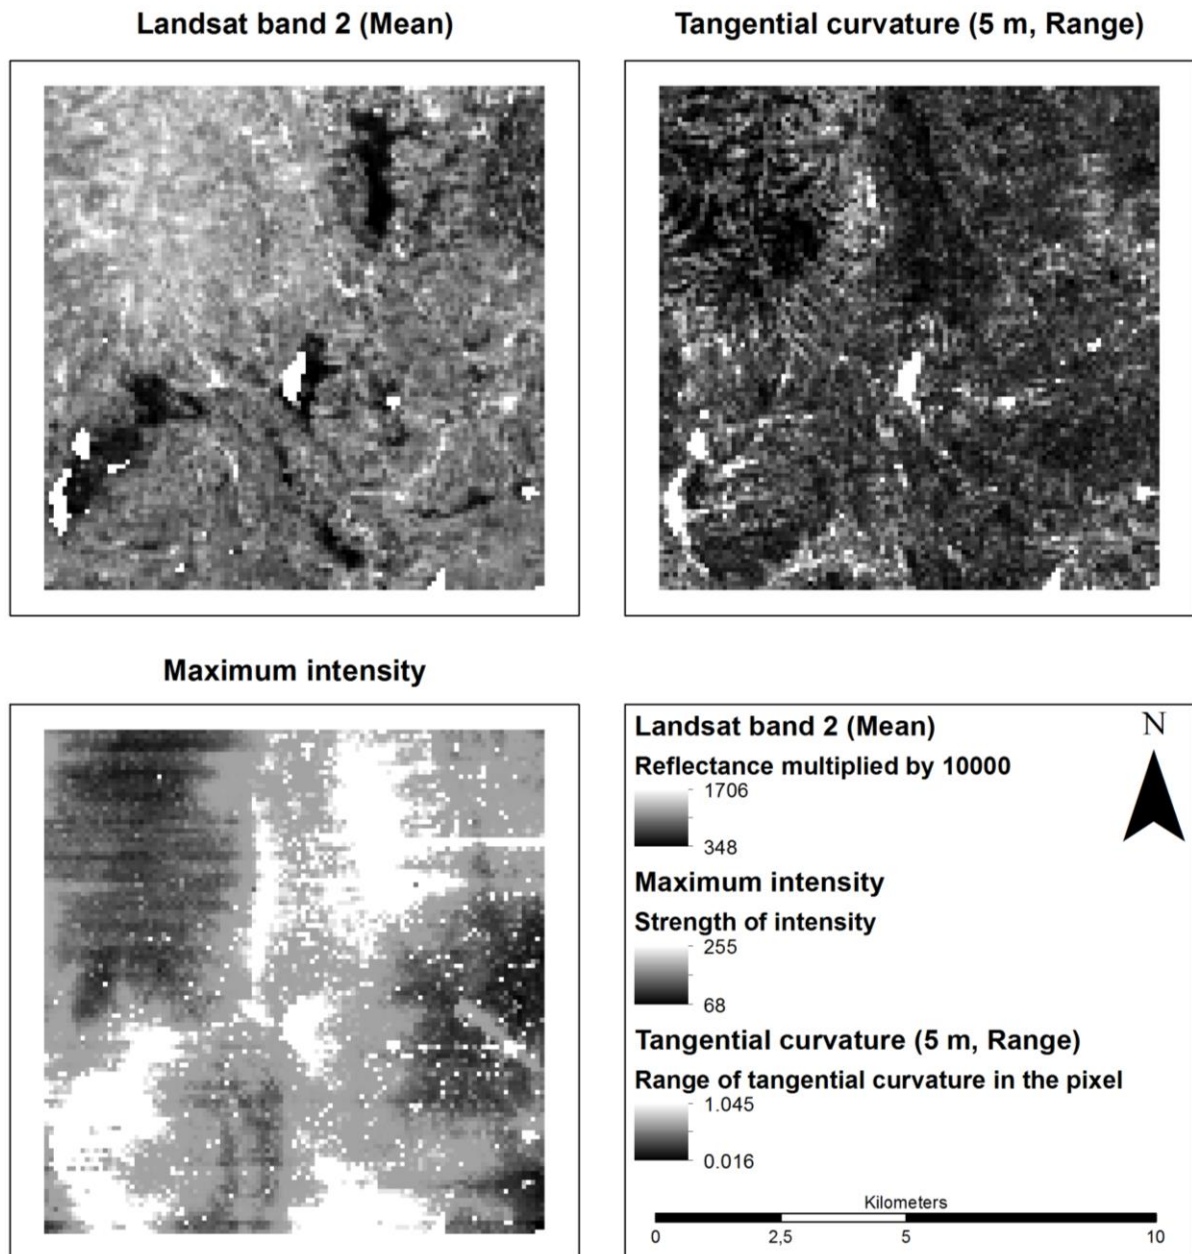 Landsat band 2 (Mean)
Tangential curvature (5 m, Range)
Maximum intensity
Landsat band 2 (Mean)
N
Reflectance multiplied by 10000
1706
348
Maximum intensity
Strength of intensity
255
68
Tangential curvature (5 m, Range)
Range of tangential curvature in the pixel
1.045
0.016
Kilometers
0 2,5 5 10